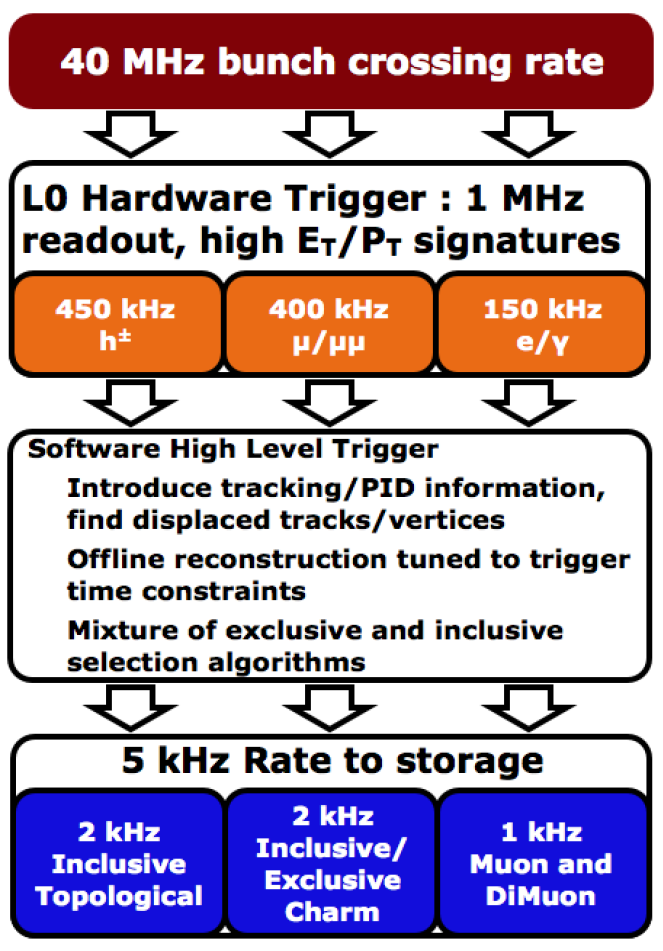 40 MHz bunch crossing rate
L0 Hardware Trigger : 1 MHz
readout, high E_T/P_T signatures
450 kHz
h±
400 kHz
μ/μμ
150 kHz
e/γ
Software High Level Trigger
Introduce tracking/PID information,
find displaced tracks/vertices
Offline reconstruction tuned to trigger
time constraints
Mixture of exclusive and inclusive
selection algorithms
5 kHz Rate to storage
2 kHz
Inclusive
Topological
2 kHz
Inclusive/
Exclusive
Charm
1 kHz
Muon and
DiMuon